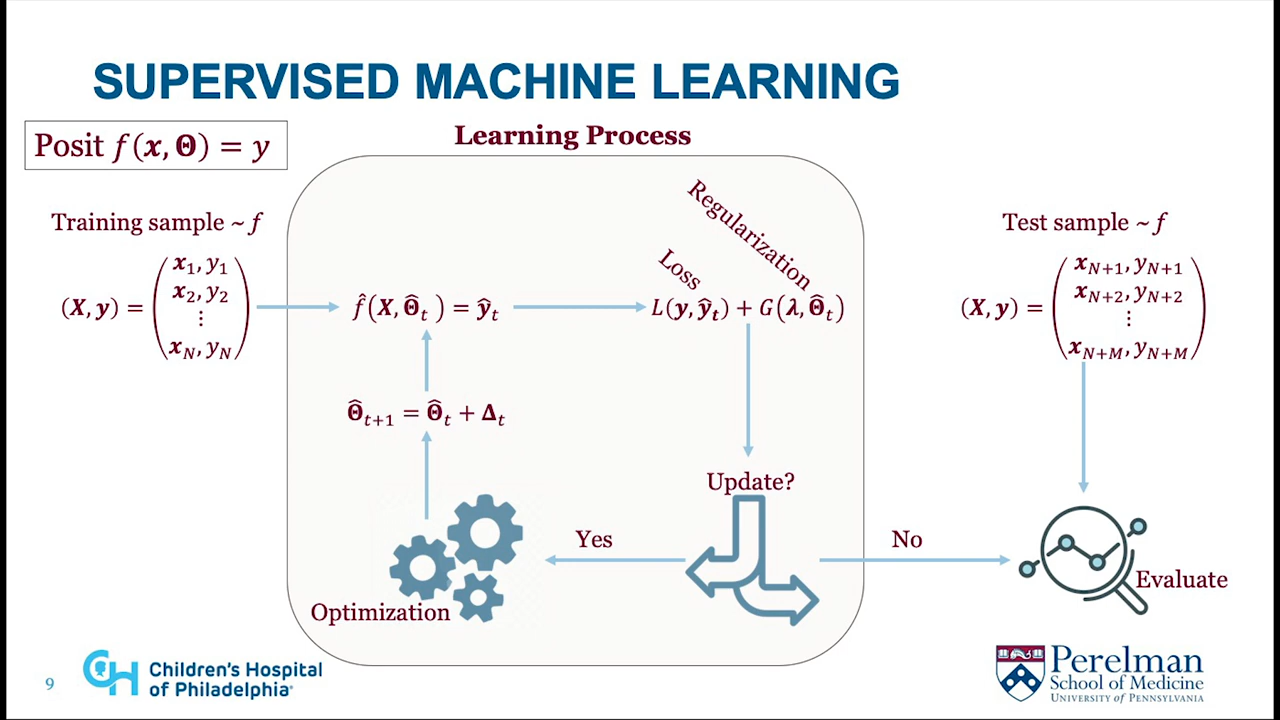 SUPERVISED MACHINE LEARNING
Posit f(x, Θ) = y
Learning Process
Training sample ~ f
(X, y) = (x₁, y₁
x₂, y₂
⋮
x_N, y_N)
f̂(X, Θ̂_t) = ŷ_t
Loss
Regularization
L(y, ŷ_t) + G(λ, Θ̂_t)
Θ̂_{t+1} = Θ̂_t + Δ_t
Update?
Yes
No
Optimization
Test sample ~ f
(X, y) = (x_{N+1}, y_{N+1}
x_{N+2}, y_{N+2}
⋮
x_{N+M}, y_{N+M})
Evaluate
9
CH
Children's Hospital
of Philadelphia
Perelman
School of Medicine
University of Pennsylvania